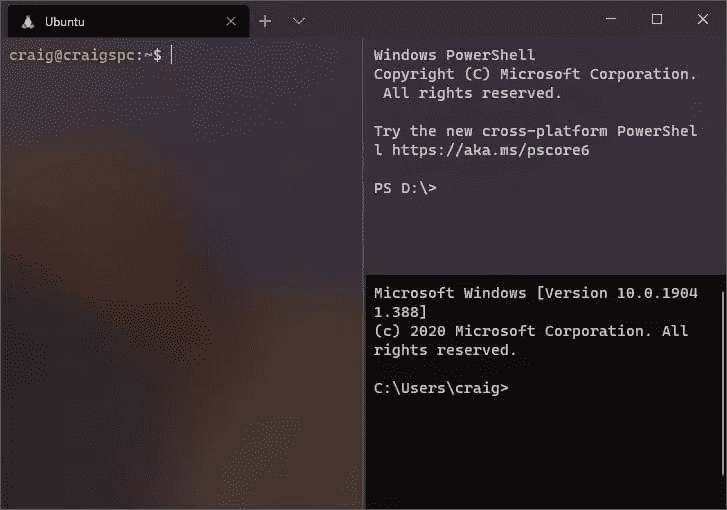 Ubuntu
craig@craigspc:~$
Windows PowerShell
Copyright (C) Microsoft Corporation.
All rights reserved.
Try the new cross-platform PowerShel
l https://aka.ms/pscore6
PS D:\>
Microsoft Windows [Version 10.0.1904
1.388]
(c) 2020 Microsoft Corporation. All
rights reserved.
C:\Users\craig>